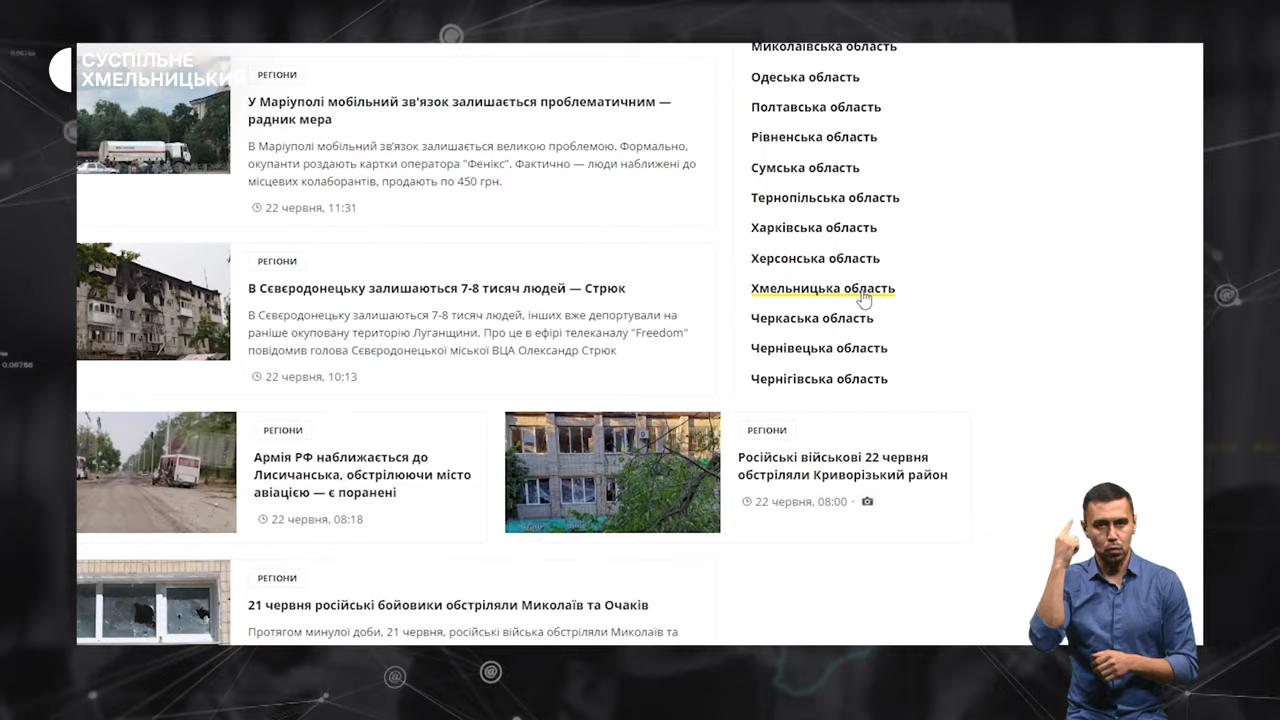 СУСПІЛЬНЕ
ХМЕЛЬНИЦЬКИЙ
РЕГІОНИ
У Маріуполі мобільний зв'язок залишається проблематичним —
радник мера
В Маріуполі мобільний зв’язок залишається великою проблемою. Формально,
окупанти роздають картки оператора "Фенікс". Фактично — люди наближені до
місцевих колаборантів, продають по 450 грн.
22 червня, 11:31
РЕГІОНИ
В Сєвєродонецьку залишаються 7-8 тисяч людей — Стрюк
В Сєвєродонецьку залишаються 7-8 тисяч людей, інших вже депортували на
раніше окуповану територію Луганщини. Про це в ефірі телеканалу "Freedom"
повідомив голова Сєвєродонецької міської ВЦА Олександр Стрюк
22 червня, 10:13
Миколаївська область
Одеська область
Полтавська область
Рівненська область
Сумська область
Тернопільська область
Харківська область
Херсонська область
Хмельницька область
Черкаська область
Чернівецька область
Чернігівська область
РЕГІОНИ
Армія РФ наближається до
Лисичанська, обстрілюючи місто
авіацією — є поранені
22 червня, 08:18
РЕГІОНИ
Російські військові 22 червня
обстріляли Криворізький район
22 червня, 08:00 ·
РЕГІОНИ
21 червня російські бойовики обстріляли Миколаїв та Очаків
Протягом минулої доби, 21 червня, російські війська обстріляли Миколаїв та
0.06786